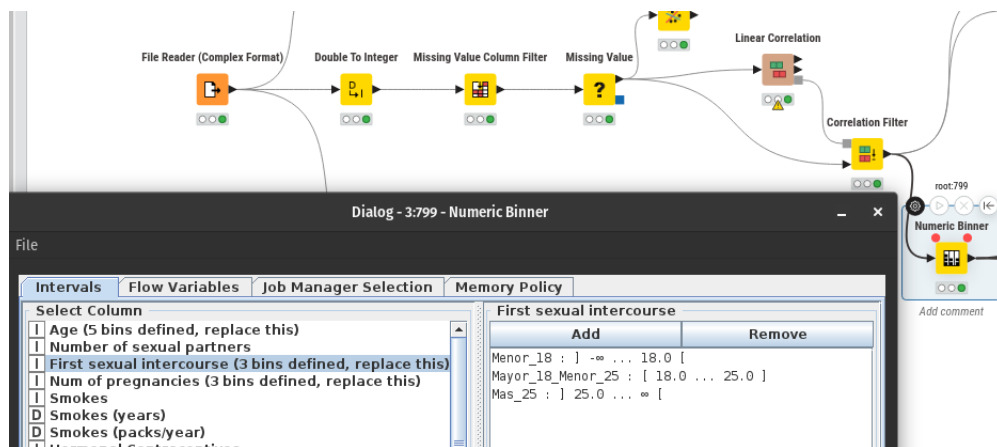 Linear Correlation
File Reader (Complex Format) Double To Integer Missing Value Column Filter Missing Value
D
I
?
Correlation Filter
root:799
Numeric Binner
Add comment
Dialog - 3:799 - Numeric Binner
File
Intervals Flow Variables Job Manager Selection Memory Policy
Select Column
I Age (5 bins defined, replace this)
I Number of sexual partners
I First sexual intercourse (3 bins defined, replace this)
I Num of pregnancies (3 bins defined, replace this)
I Smokes
D Smokes (years)
D Smokes (packs/year)
First sexual intercourse
Add Remove
Menor_18 : ] -∞ ... 18.0 [
Mayor_18_Menor_25 : [ 18.0 ... 25.0 ]
Mas_25 : ] 25.0 ... ∞ [